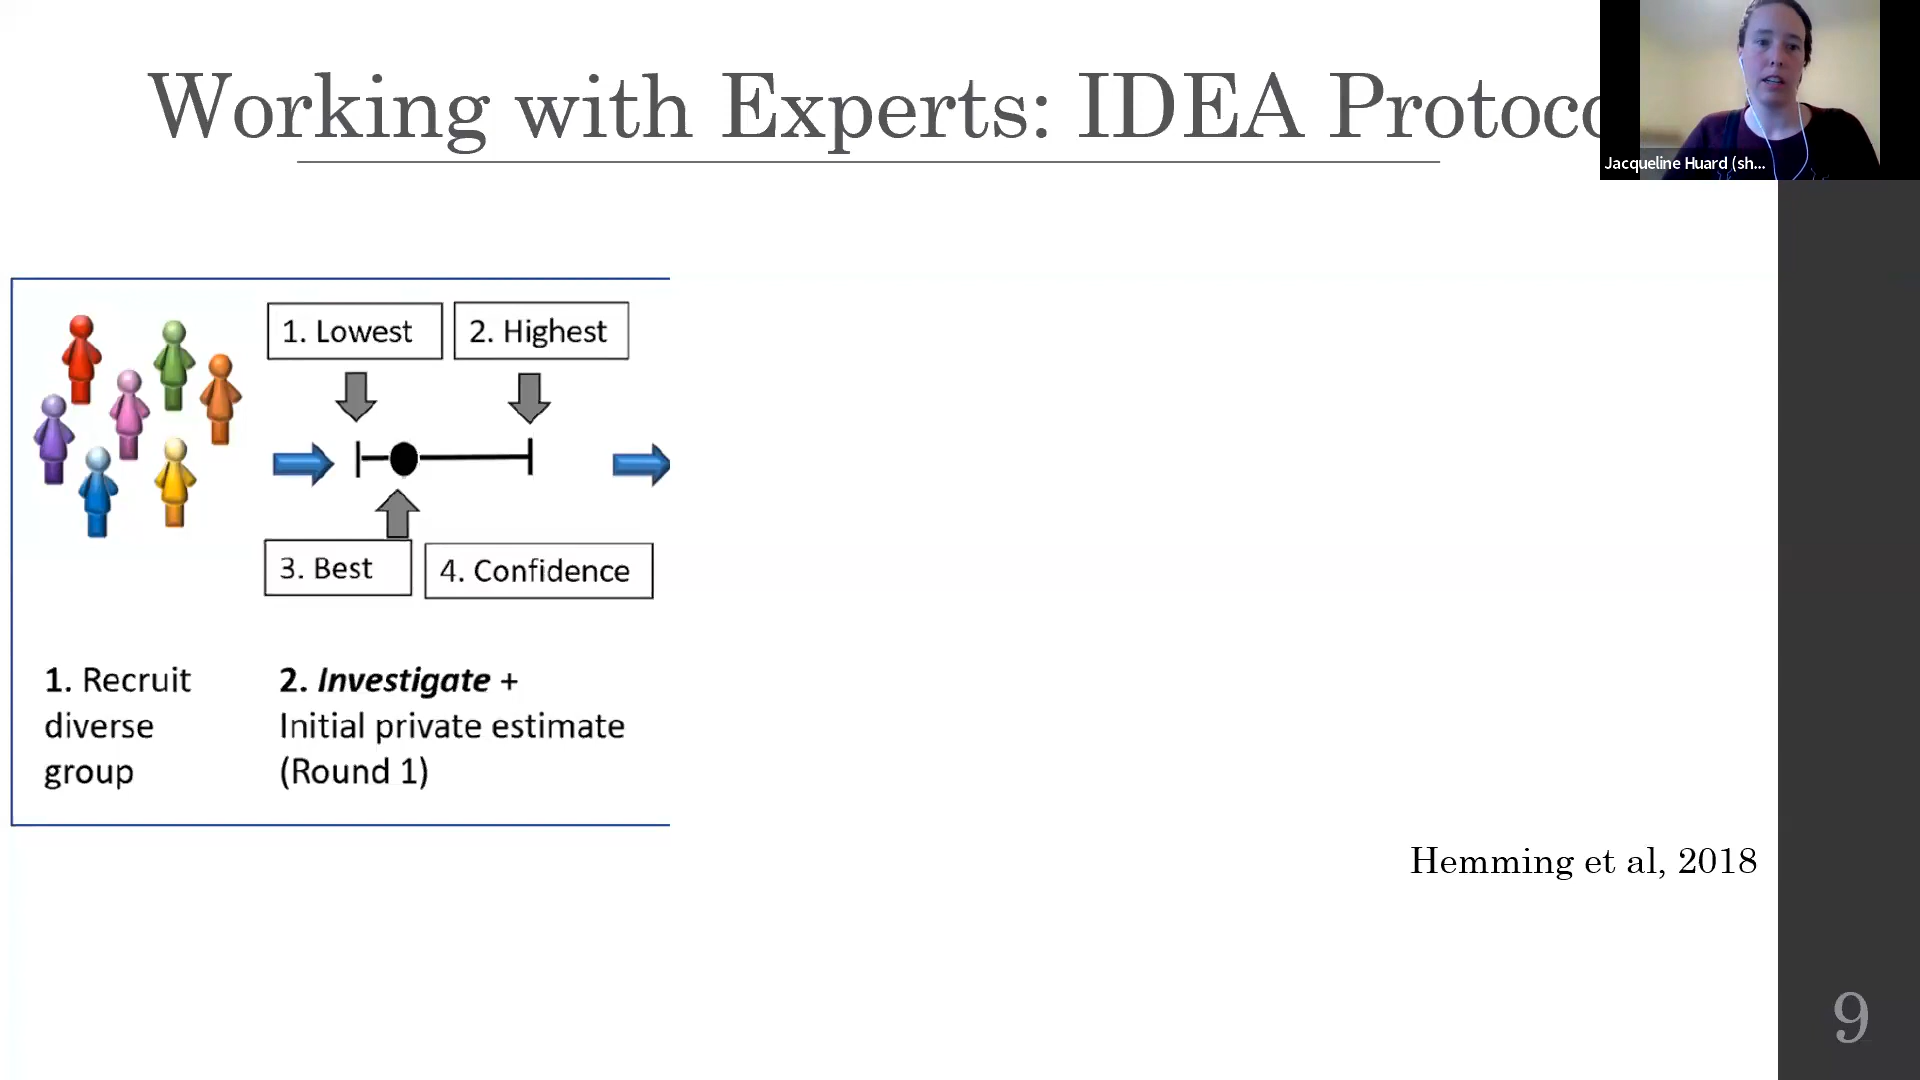 Working with Experts: IDEA Protoco
Jacqueline Huard (sh...
1. Lowest
2. Highest
3. Best
4. Confidence
1. Recruit
diverse
group
2. Investigate +
Initial private estimate
(Round 1)
Hemming et al, 2018
9